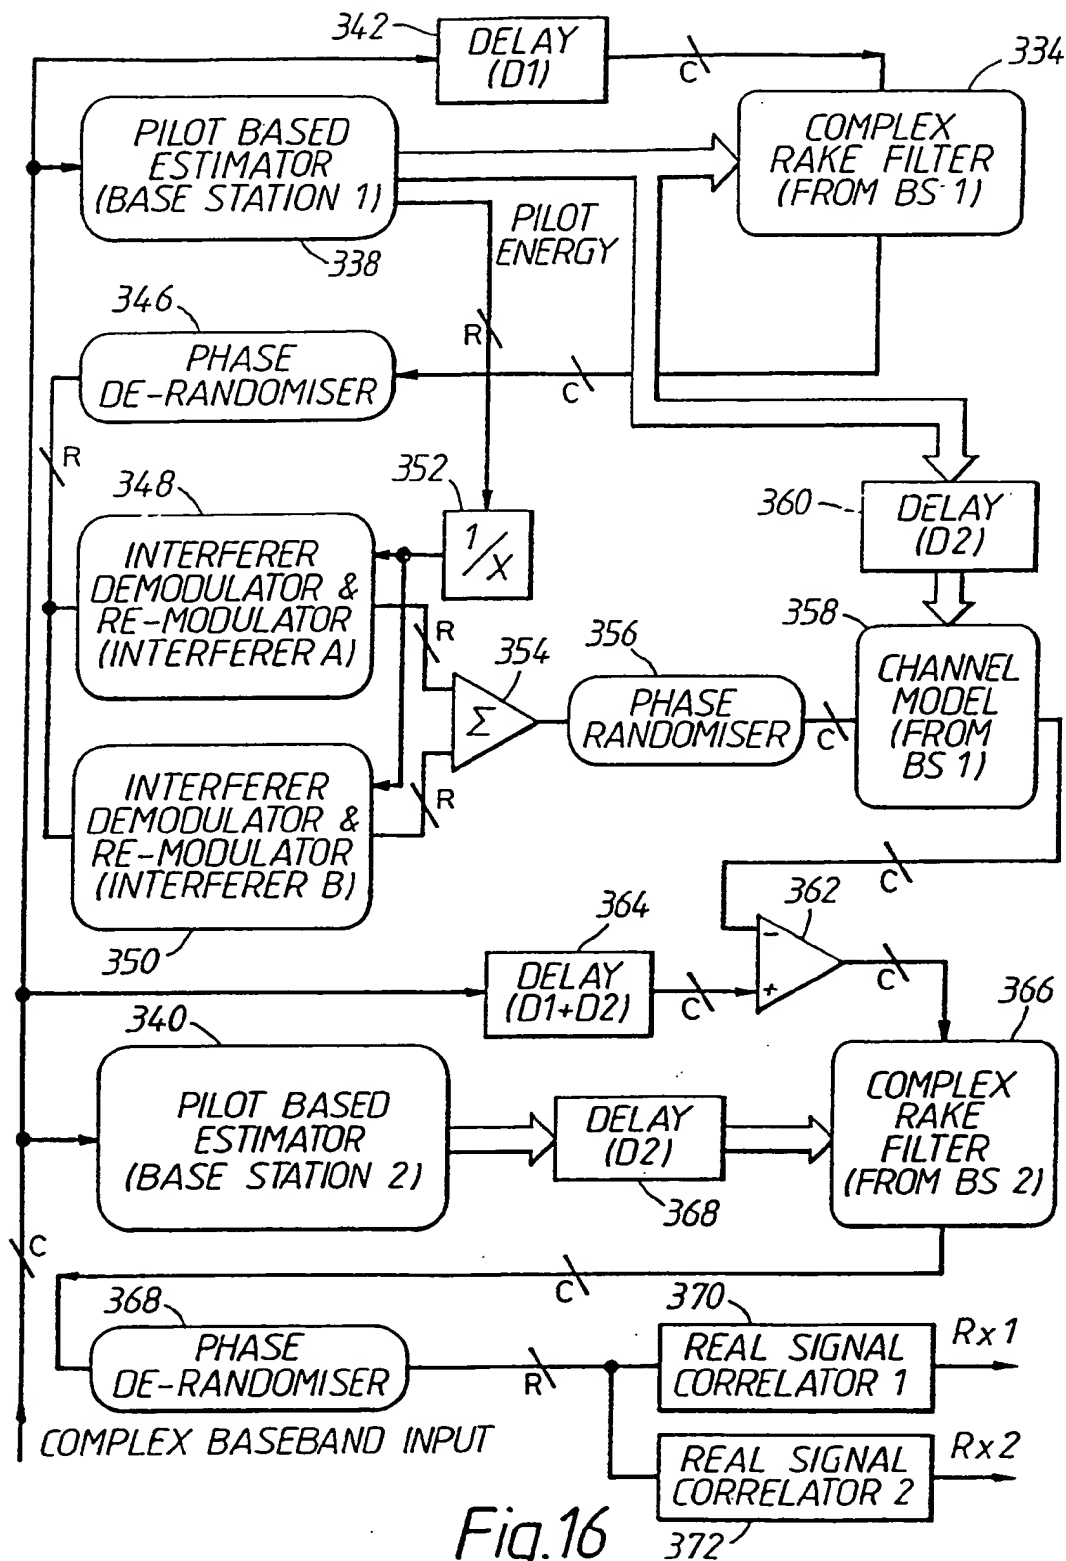 342
DELAY
(D1)
C
334
PILOT BASED
ESTIMATOR
(BASE STATION 1)
COMPLEX
RAKE FILTER
(FROM BS 1)
338
PILOT
ENERGY
346
R
PHASE
DE-RANDOMISER
C
R
348
352
360
DELAY
(D2)
INTERFERER
DEMODULATOR &
RE-MODULATOR
(INTERFERER A)
1/X
R
354
356
358
Σ
PHASE
RANDOMISER
C
CHANNEL
MODEL
(FROM
BS 1)
INTERFERER
DEMODULATOR &
RE-MODULATOR
(INTERFERER B)
R
C
350
364
362
-
+
DELAY
(D1+D2)
C
C
366
340
PILOT BASED
ESTIMATOR
(BASE STATION 2)
DELAY
(D2)
368
COMPLEX
RAKE
FILTER
(FROM BS 2)
C
C
368
PHASE
DE-RANDOMISER
R
370
REAL SIGNAL
CORRELATOR 1
Rx1
COMPLEX BASEBAND INPUT
REAL SIGNAL
CORRELATOR 2
Rx2
372
Fig.16